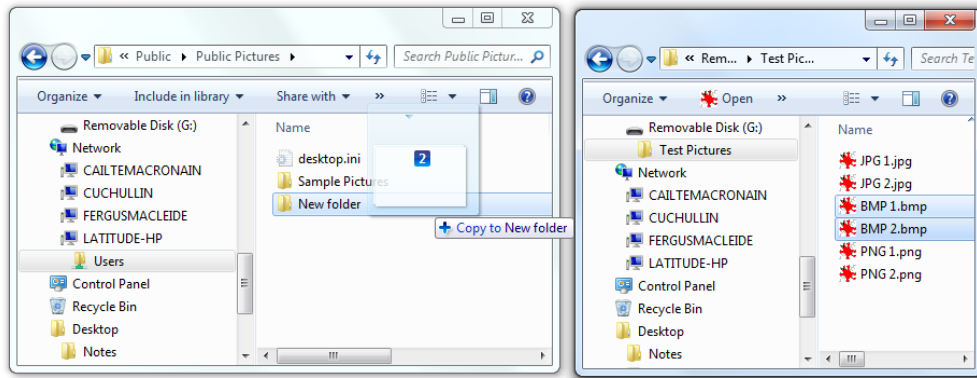 « Public ▸ Public Pictures ▸
Search Public Pictur...
Organize ▼ Include in library ▼ Share with ▼ »
Removable Disk (G:)
Network
CAILTEMACRONAIN
CUCHULLIN
FERGUSMACLEIDE
LATITUDE-HP
Users
Control Panel
Recycle Bin
Desktop
Notes
Name
desktop.ini
Sample Pictures
New folder
2
Copy to New folder
« Rem... ▸ Test Pic...
Search Te
Organize ▼ Open »
Removable Disk (G:)
Test Pictures
Network
CAILTEMACRONAIN
CUCHULLIN
FERGUSMACLEIDE
LATITUDE-HP
Control Panel
Recycle Bin
Desktop
Notes
Name
JPG 1.jpg
JPG 2.jpg
BMP 1.bmp
BMP 2.bmp
PNG 1.png
PNG 2.png